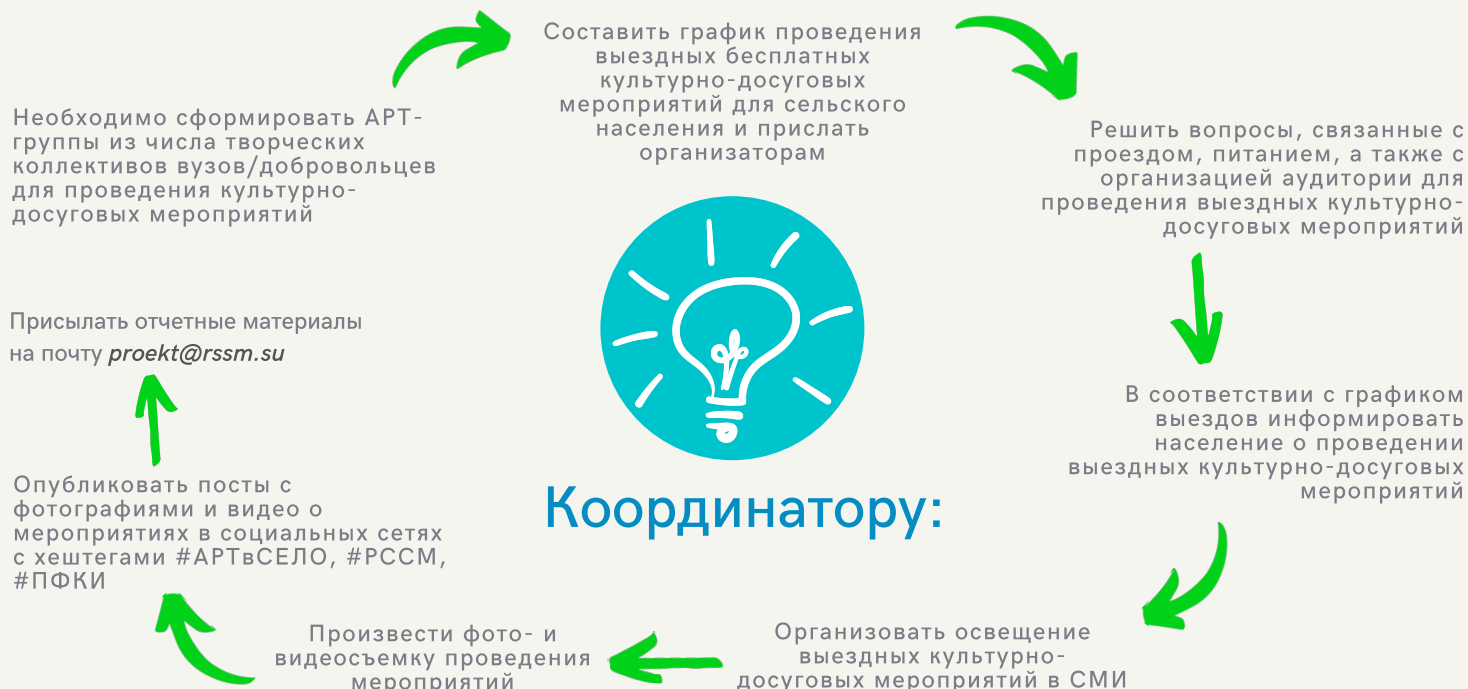 Необходимо сформировать АРТ-
группы из числа творческих
коллективов вузов/добровольцев
для проведения культурно-
досуговых мероприятий
Составить график проведения
выездных бесплатных
культурно-досуговых
мероприятий для сельского
населения и прислать
организаторам
Решить вопросы, связанные с
проездом, питанием, а также с
организацией аудитории для
проведения выездных культурно-
досуговых мероприятий
В соответствии с графиком
выездов информировать
население о проведении
выездных культурно-досуговых
мероприятий
Организовать освещение
выездных культурно-
досуговых мероприятий в СМИ
Произвести фото- и
видеосъемку проведения
мероприятий
Опубликовать посты с
фотографиями и видео о
мероприятиях в социальных сетях
с хештегами #АРТвСЕЛО, #РССМ,
#ПФКИ
Присылать отчетные материалы
на почту proekt@rssm.su
Координатору: